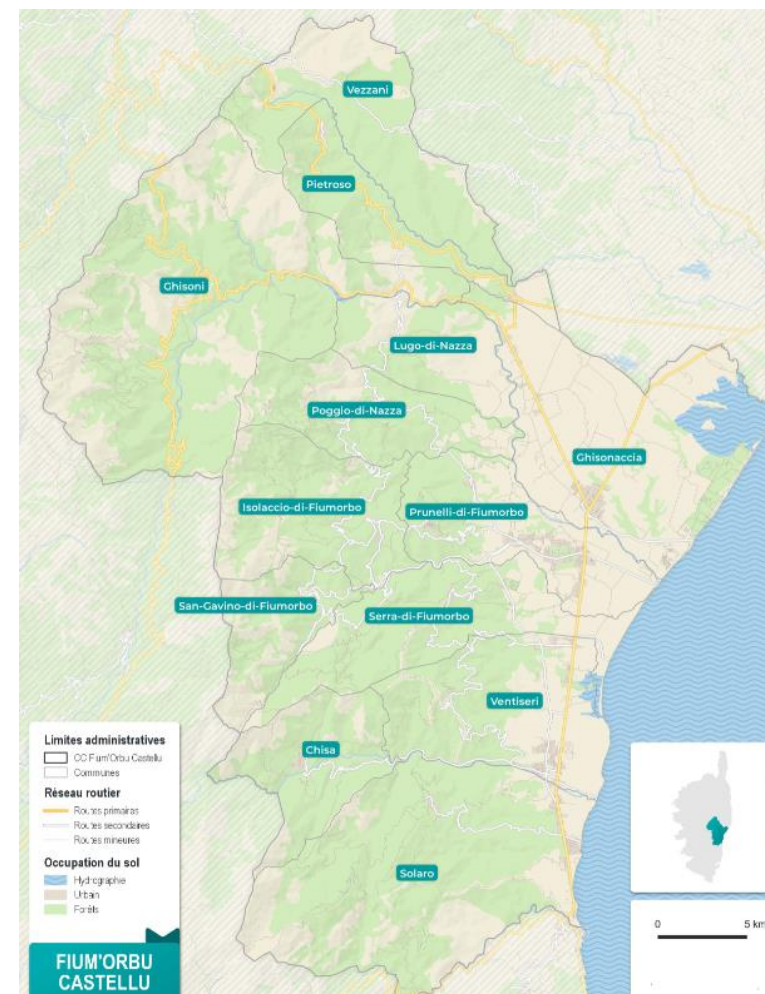 Vezzani
Pietroso
Ghisoni
Lugo-di-Nazza
Poggio-di-Nazza
Ghisonaccia
Isolaccio-di-Fiumorbo
Prunelli-di-Fiumorbo
San-Gavino-di-Fiumorbo
Serra-di-Fiumorbo
Ventiseri
Chisa
Solaro
Limites administratives
CC Fium'Orbu Castellu
Communes
Réseau routier
Routes primaires
Routes secondaires
Routes mineures
Occupation du sol
Hydrographie
Urbain
Forêts
FIUM'ORBU
CASTELLU
0 5 km